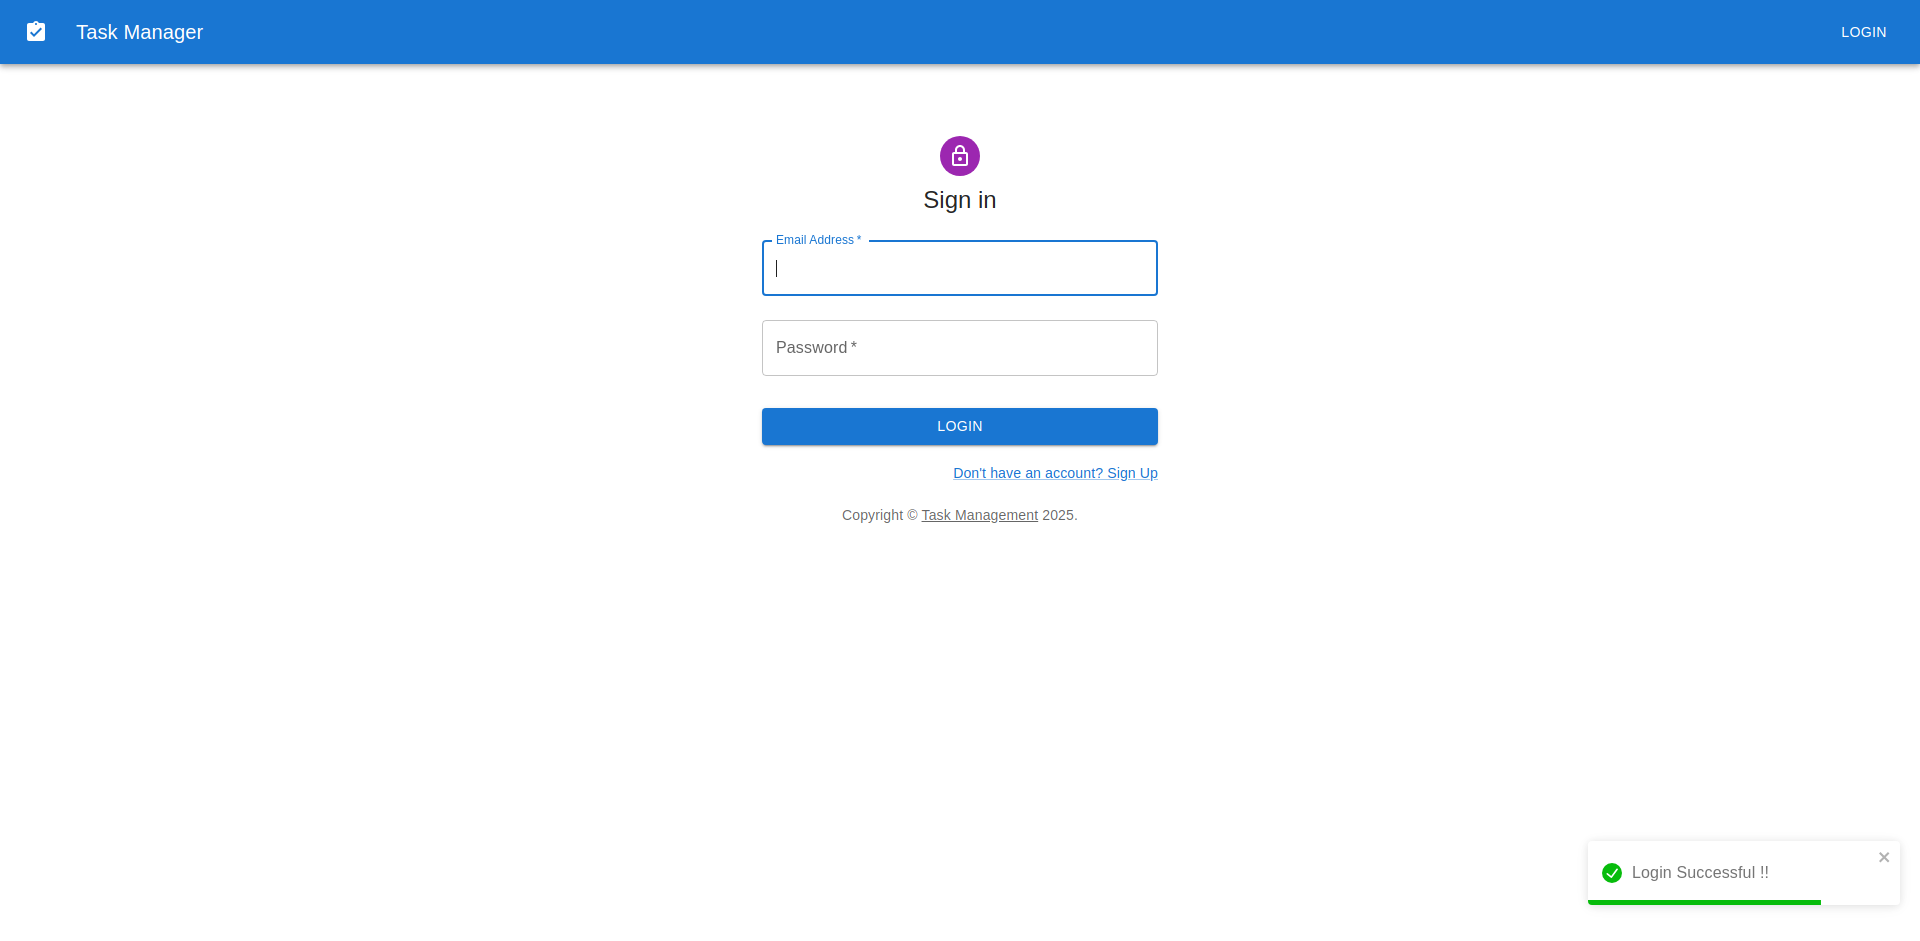 Task Manager
LOGIN
Sign in
Email Address *
Password *
LOGIN
Don't have an account? Sign Up
Copyright © Task Management 2025.
Login Successful !!